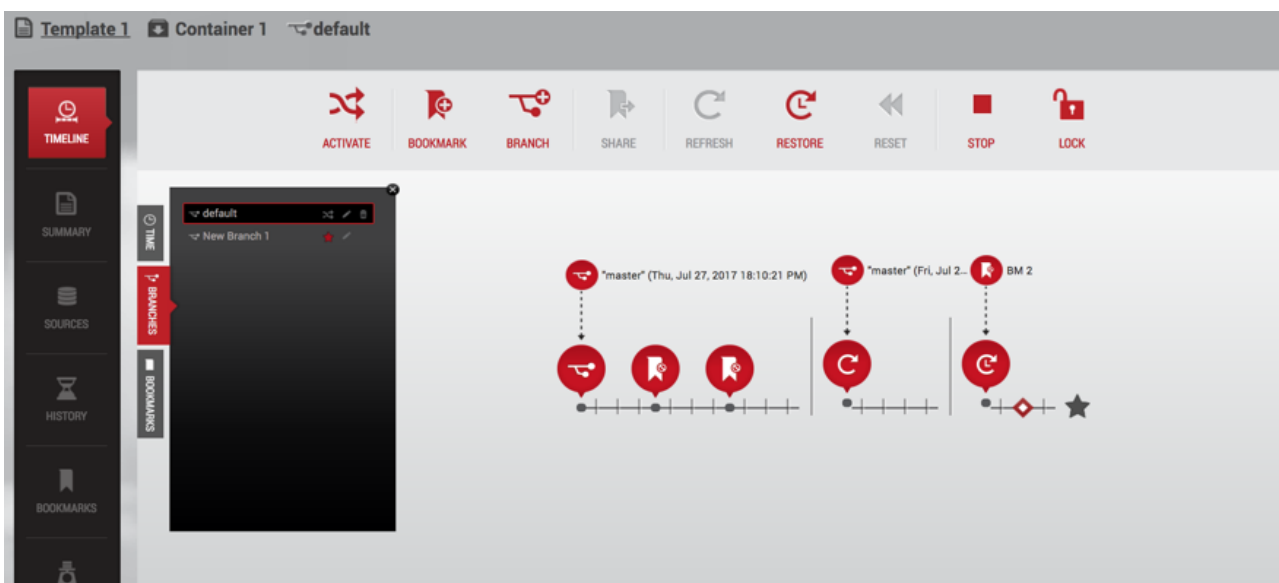 Template 1 Container 1 default
TIMELINE
SUMMARY
SOURCES
HISTORY
BOOKMARKS
ACTIVATE BOOKMARK BRANCH SHARE REFRESH RESTORE RESET STOP LOCK
TIME
BRANCHES
BOOKMARKS
default
New Branch 1
"master" (Thu, Jul 27, 2017 18:10:21 PM) "master" (Fri, Jul 2... BM 2